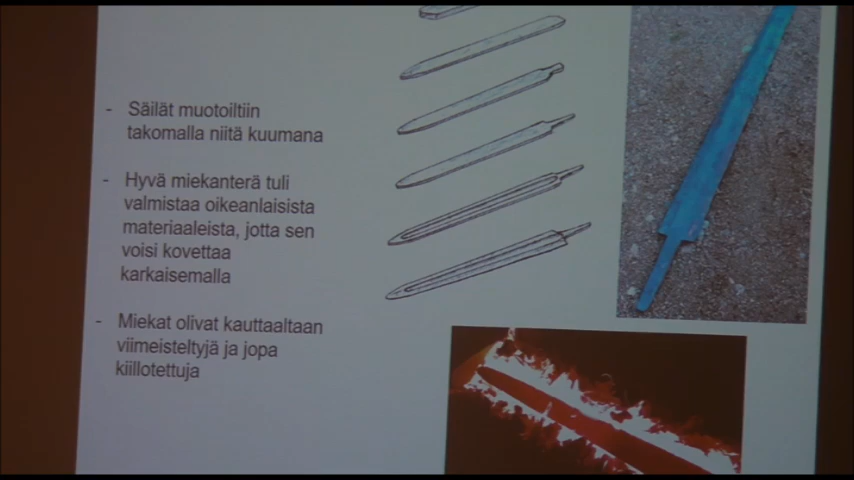 - Säilät muotoiltiin
takomalla niitä kuumana
- Hyvä miekanterä tuli
valmistaa oikeanlaisista
materiaaleista, jotta sen
voisi kovettaa
karkaisemalla
- Miekat olivat kauttaaltaan
viimeisteltyjä ja jopa
kiillotettuja